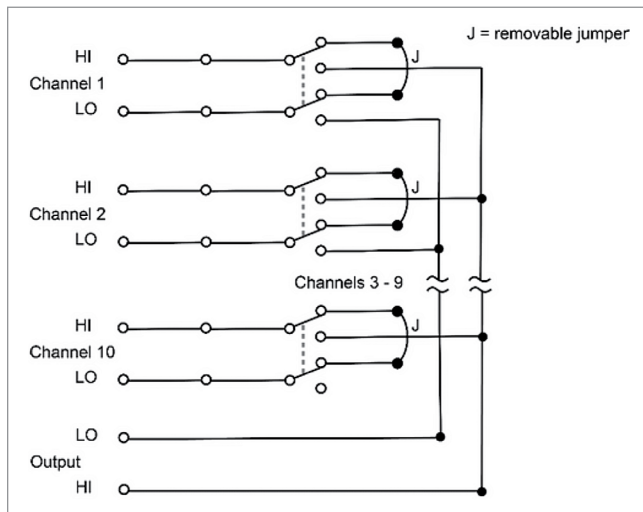 J = removable jumper
HI
J
Channel 1
LO
HI
J
Channel 2
LO
Channels 3 - 9
HI
J
Channel 10
LO
LO
Output
HI